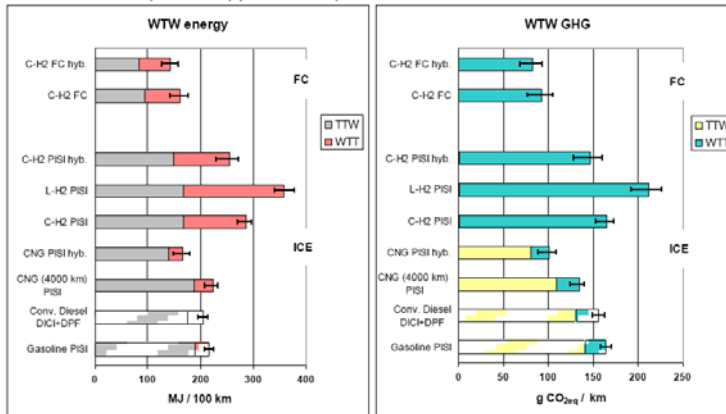 WTW energy
C-H2 FC hyb.
C-H2 FC
C-H2 PISI hyb.
L-H2 PISI
C-H2 PISI
CNG PISI hyb.
CNG (4000 km)
PISI
Conv. Diesel
DICI+DPF
Gasoline PISI
FC
TTW
WTT
ICE
0 100 200 300 400
MJ / 100 km
WTW GHG
C-H2 FC hyb.
C-H2 FC
C-H2 PISI hyb.
L-H2 PISI
C-H2 PISI
CNG PISI hyb.
CNG (4000 km)
PISI
Conv. Diesel
DICI+DPF
Gasoline PISI
FC
TTW
WTT
ICE
0 50 100 150 200 250
g CO2eq / km